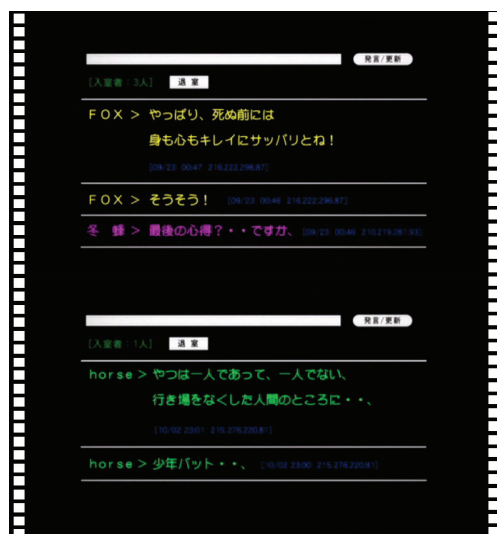 発言/更新
[入室者:3人] 退室
FOX > やっぱり、死ぬ前には
身も心もキレイにサッパリとね!
[09/23 00:47 216.222.296.87]
FOX > そうそう! [09/23 00:46 216.222.296.87]
冬 蜂 > 最後の心得?・・ですか、 [09/23 00:46 210.219.281.93]
発言/更新
[入室者:1人] 退室
horse > やつは一人であって、一人でない、
行き場をなくした人間のところに・・、
[10/02 23:01 215.276.220.81]
horse > 少年バット・・、 [10/02 23:00 215.276.220.81]